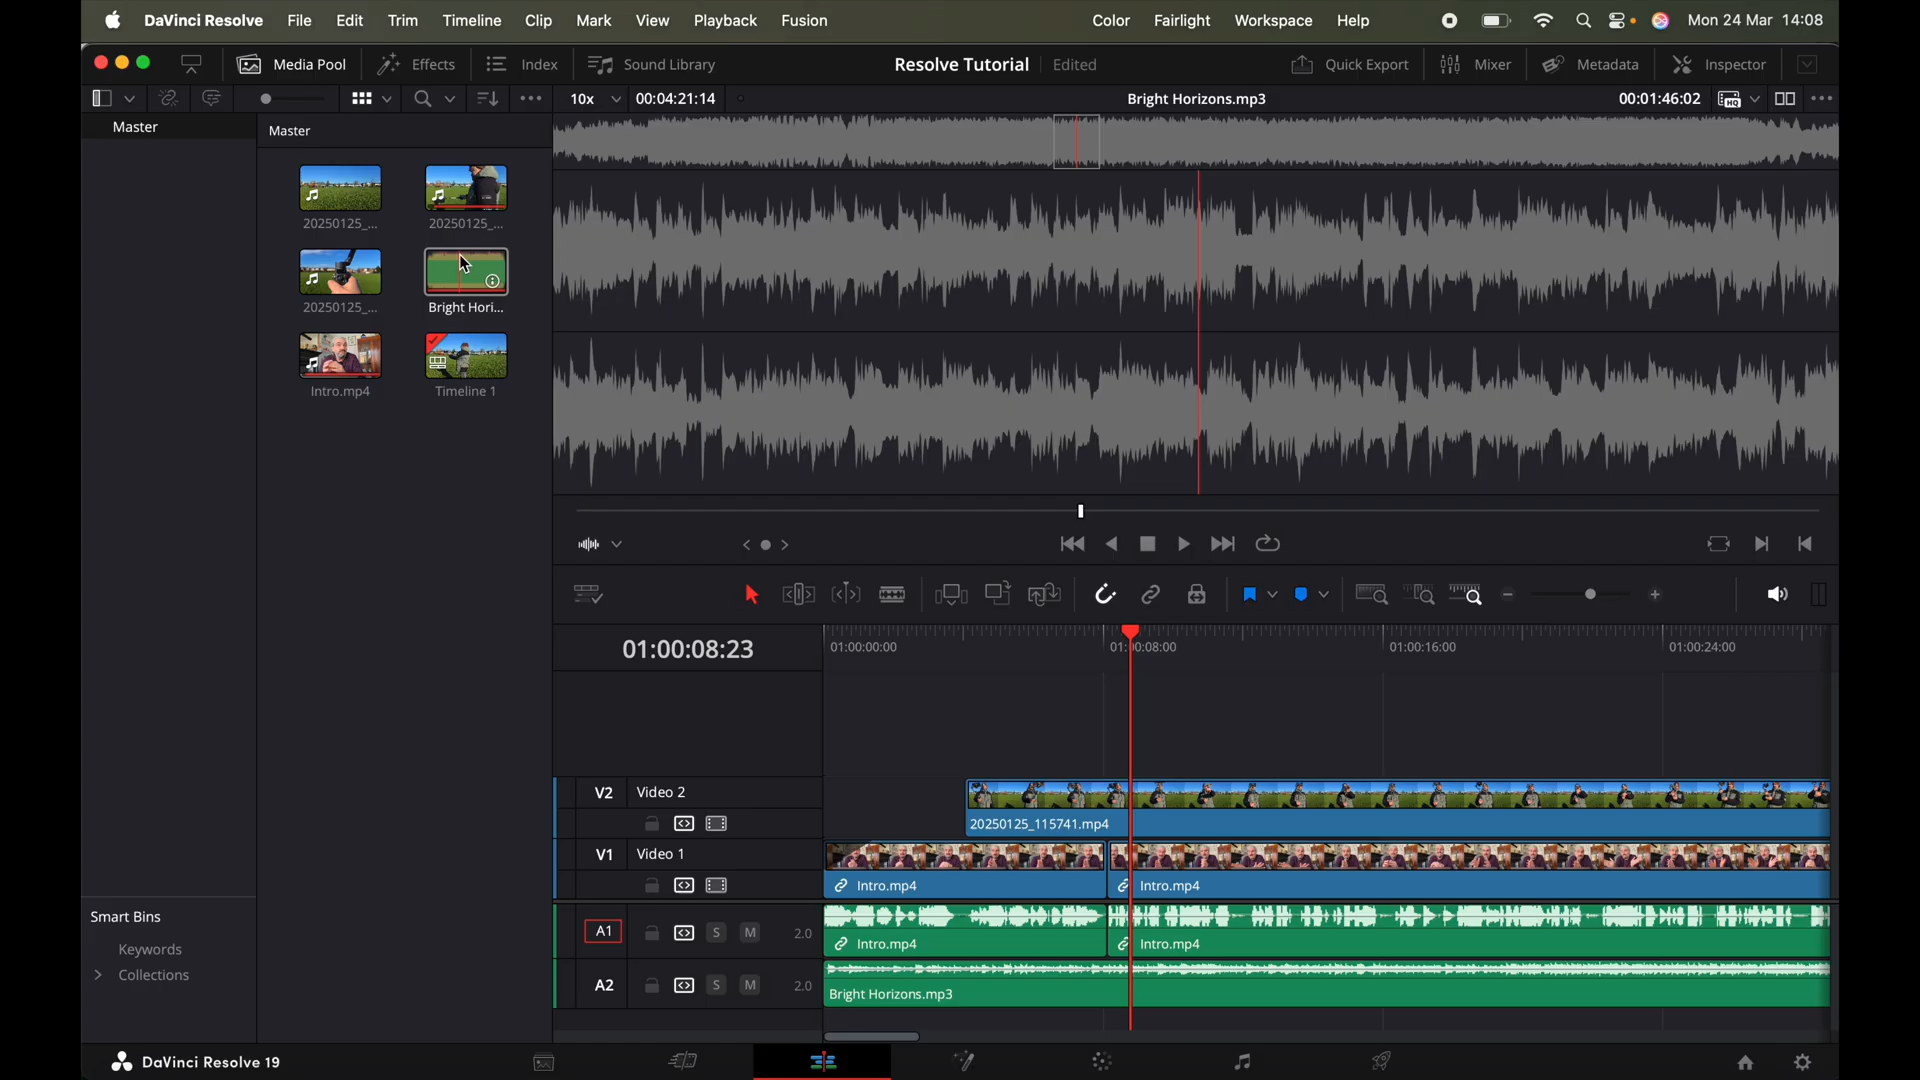 DaVinci Resolve File Edit Trim Timeline Clip Mark View Playback Fusion Color Fairlight Workspace Help Mon 24 Mar 14:08
Media Pool Effects Index Sound Library Resolve Tutorial Edited Quick Export Mixer Metadata Inspector
10x 00:04:21:14 Bright Horizons.mp3 00:01:46:02
Master
Master
20250125_...
20250125_...
20250125_...
Bright Hori...
Intro.mp4
Timeline 1
01:00:08:23
01:00:00:00
01:00:08:00
01:00:16:00
01:00:24:00
V2 Video 2
20250125_115741.mp4
V1 Video 1
Intro.mp4
Intro.mp4
A1 S M 2.0
Intro.mp4
Intro.mp4
A2 S M 2.0
Bright Horizons.mp3
Smart Bins
Keywords
Collections
DaVinci Resolve 19